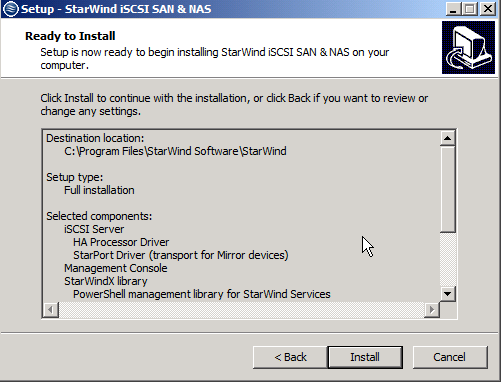 Setup - StarWind iSCSI SAN & NAS
Ready to Install
Setup is now ready to begin installing StarWind iSCSI SAN & NAS on your
computer.
Click Install to continue with the installation, or click Back if you want to review or
change any settings.
Destination location:
C:\Program Files\StarWind Software\StarWind
Setup type:
Full installation
Selected components:
iSCSI Server
HA Processor Driver
StarPort Driver (transport for Mirror devices)
Management Console
StarWindX library
PowerShell management library for StarWind Services
< Back
Install
Cancel